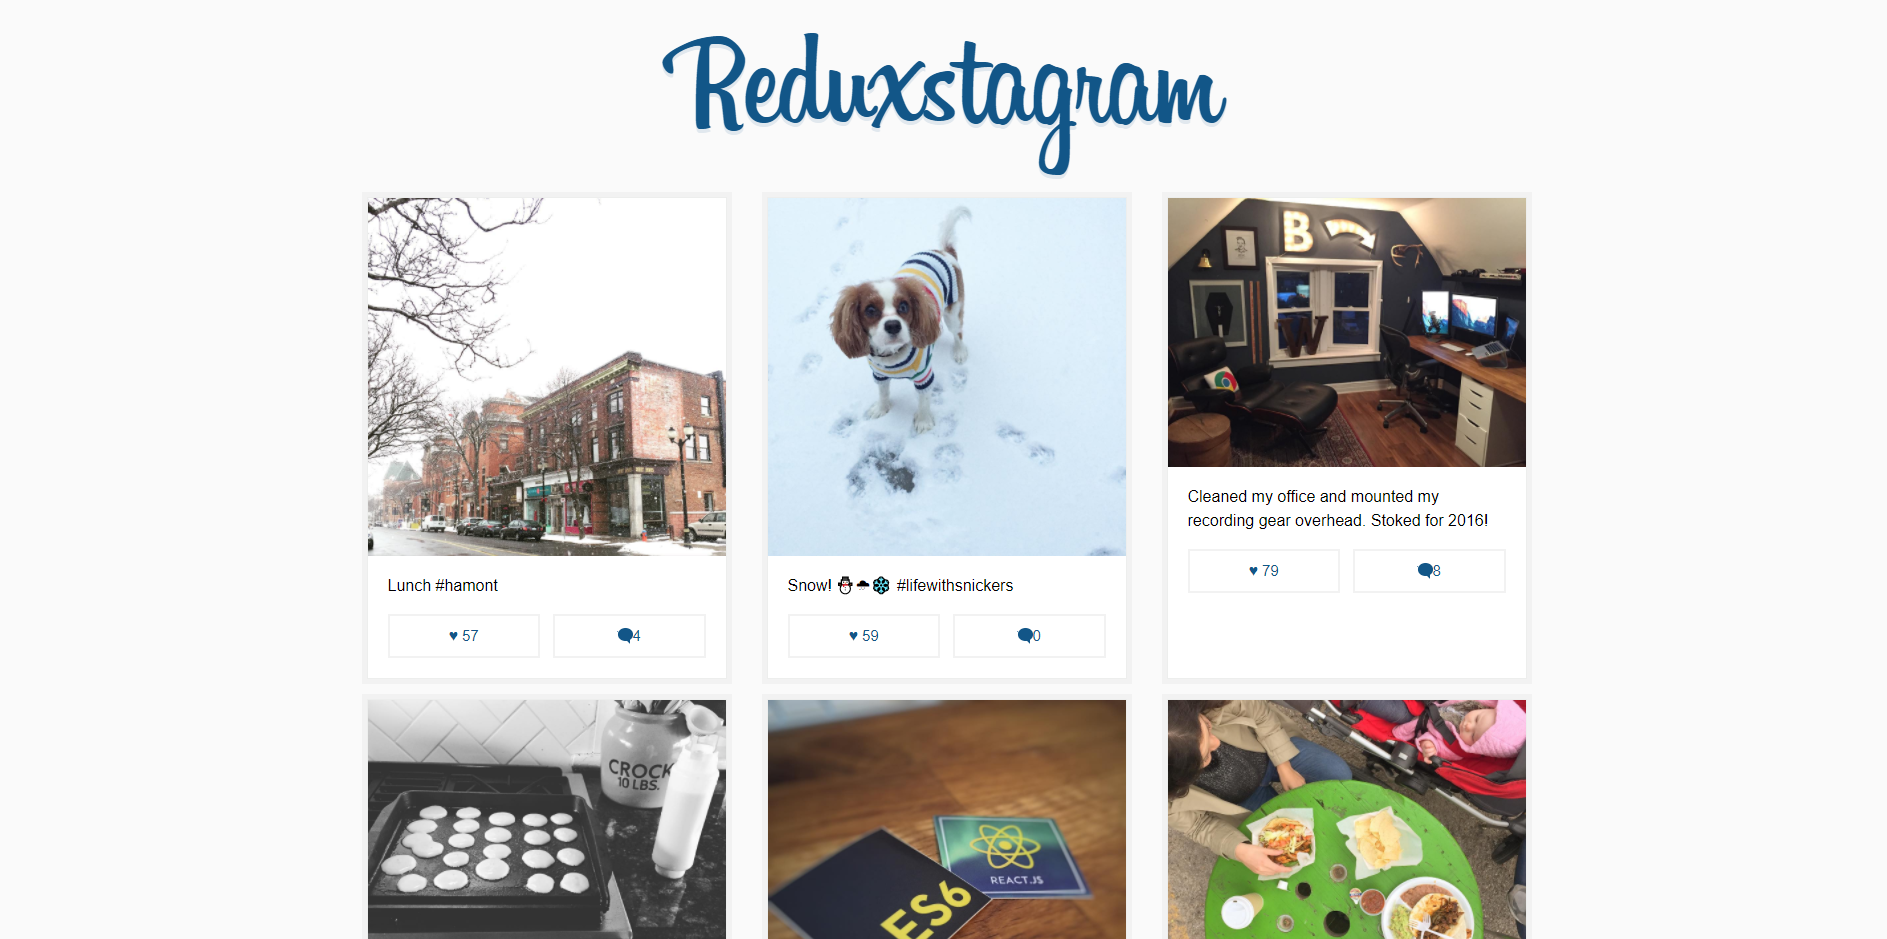 Reduxstagram
B
W
Lunch #hamont
♥ 57
4
Snow! ⛄🌨❄ #lifewithsnickers
♥ 59
0
Cleaned my office and mounted my
recording gear overhead. Stoked for 2016!
♥ 79
8
CROCK
10 LBS.
ES6
REACT.JS